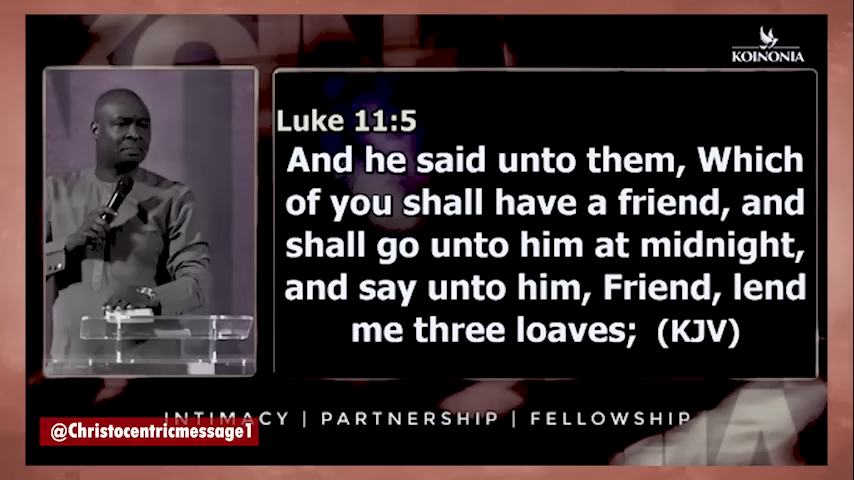 KOINONIA
Luke 11:5
And he said unto them, Which
of you shall have a friend, and
shall go unto him at midnight,
and say unto him, Friend, lend
me three loaves; (KJV)
INTIMACY | PARTNERSHIP | FELLOWSHIP
@Christocentricmessage1